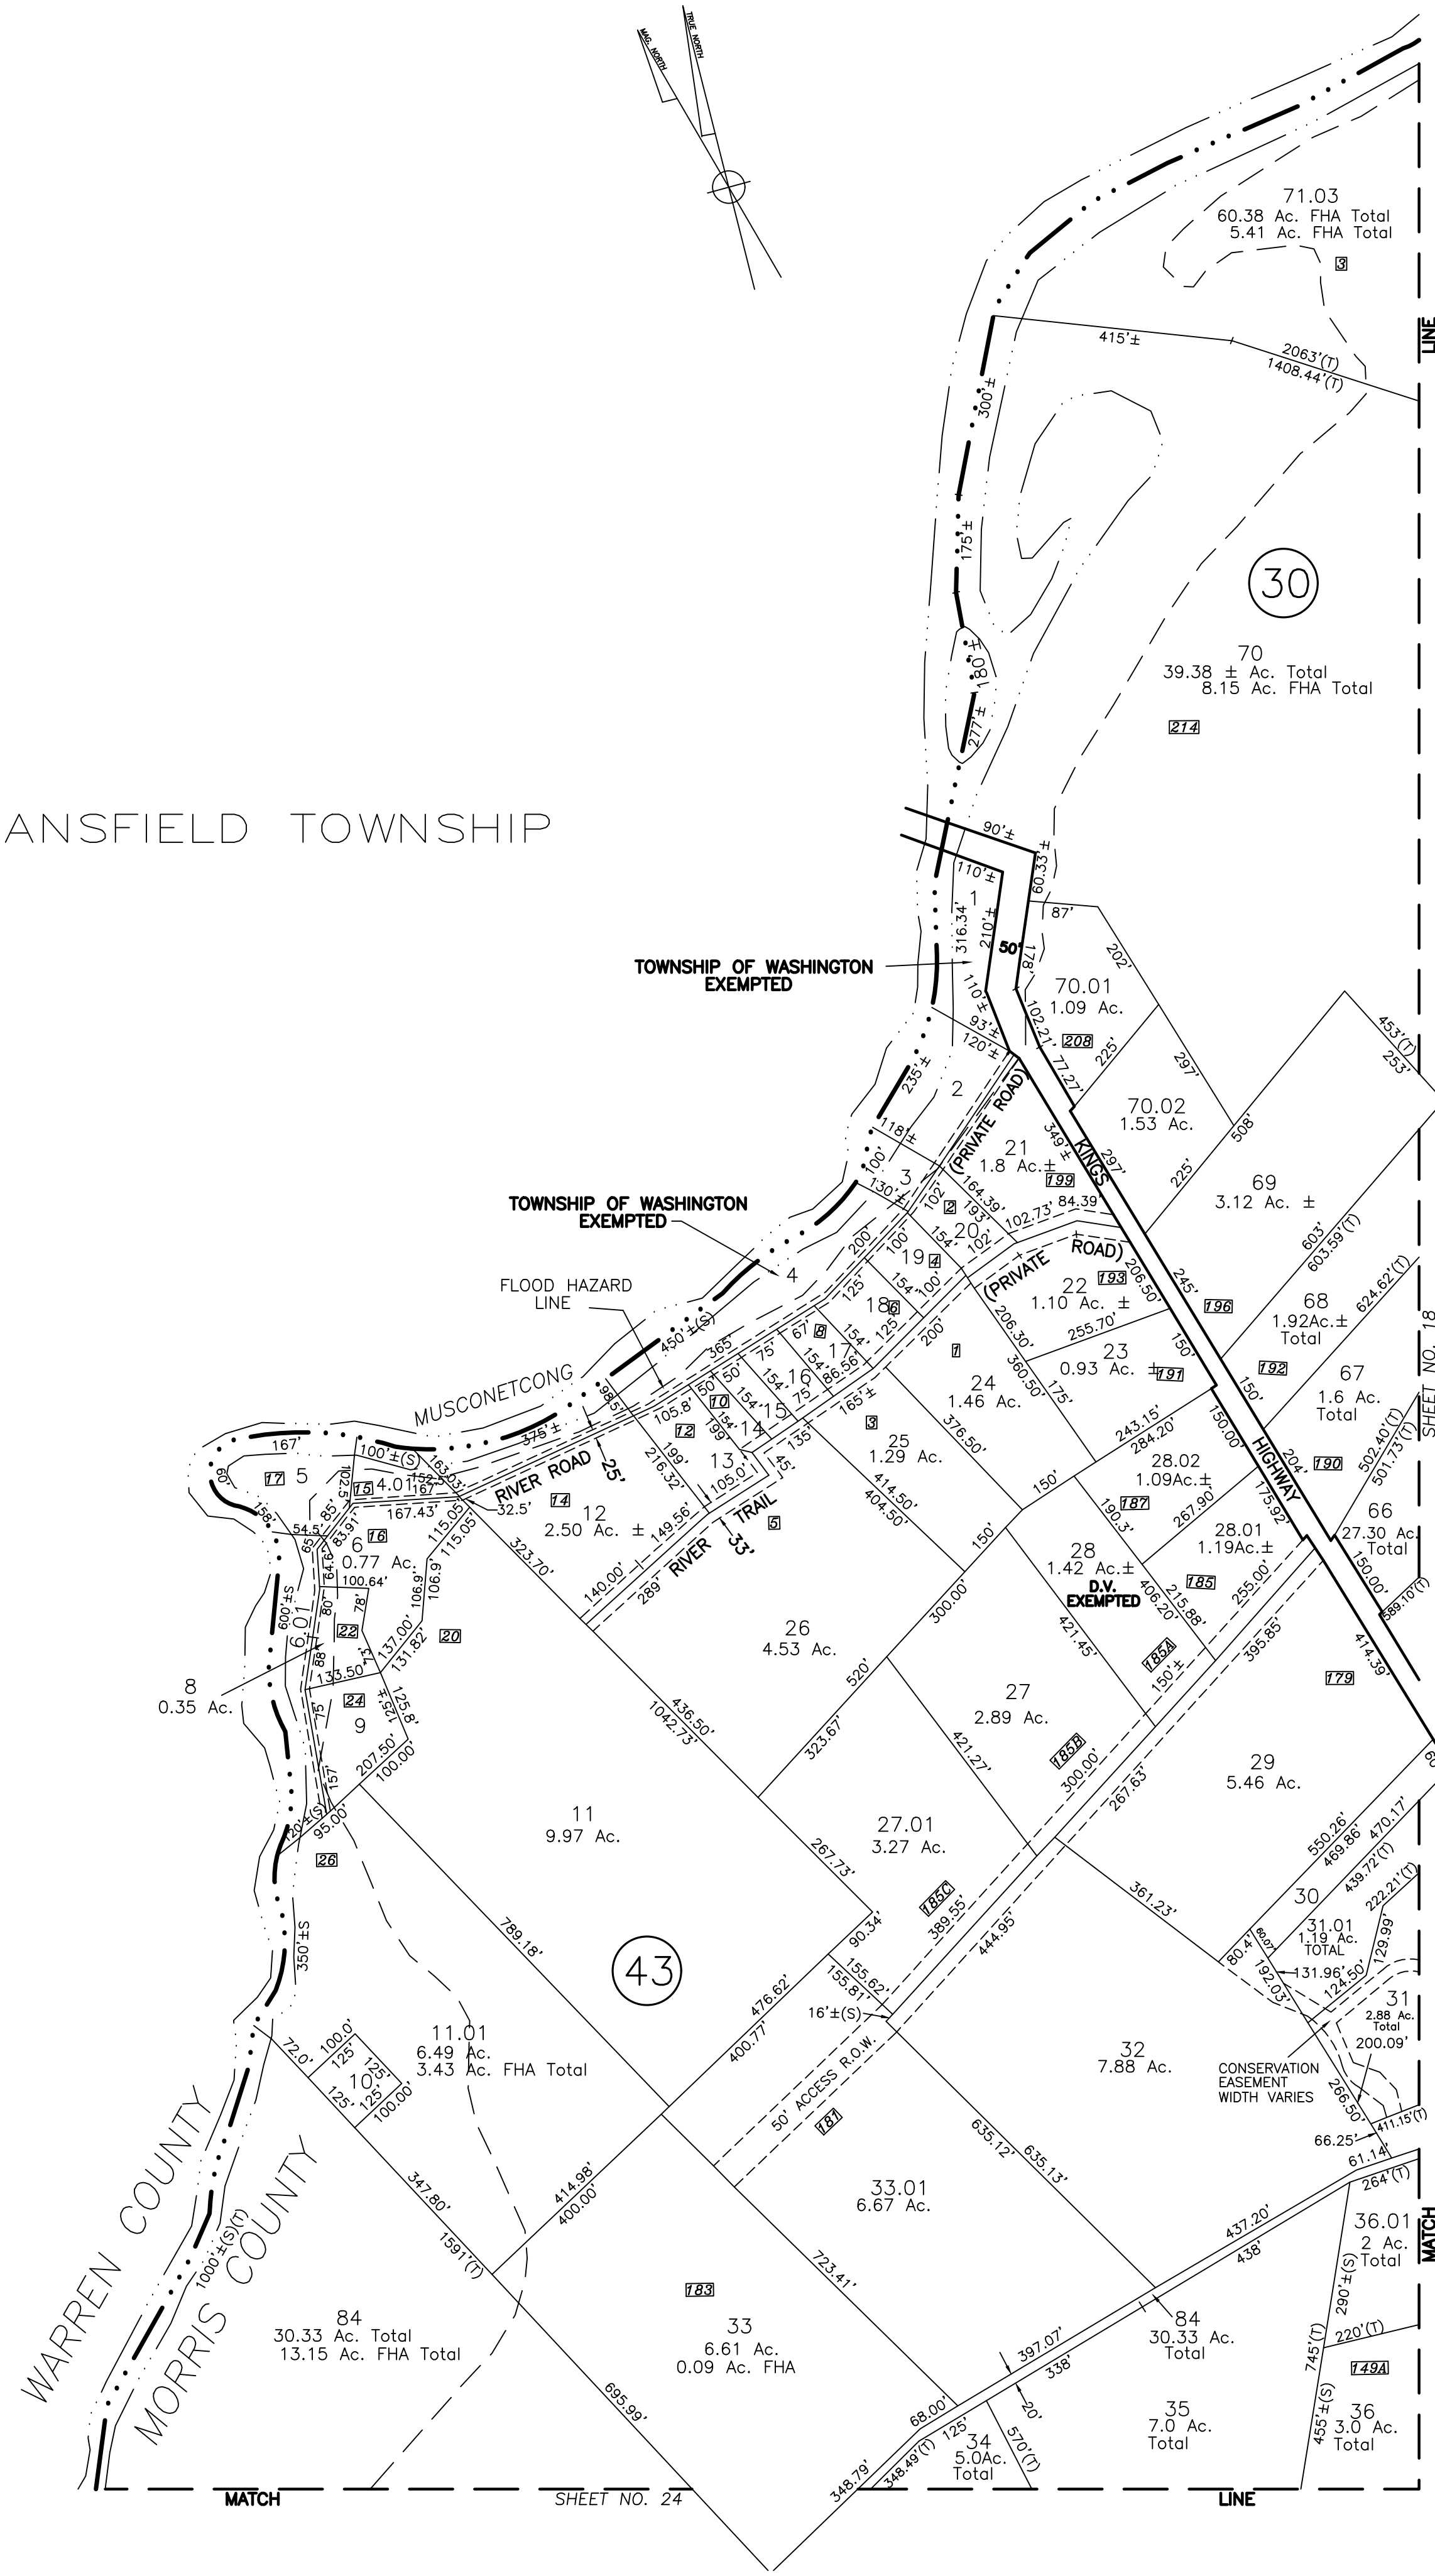 MAG. NORTH
TRUE NORTH
71.03
60.38 Ac. FHA Total
5.41 Ac. FHA Total
3
LINE
415'±
2063'(T)
1408.44'(T)
300'±
175'±
30
70
39.38 ± Ac. Total
8.15 Ac. FHA Total
180'±
277'±
214
ANSFIELD TOWNSHIP
90'±
110'±
60.33'±
1
87'
316.34'
210'±
50'
178'
202'
TOWNSHIP OF WASHINGTON
EXEMPTED
70.01
1.09 Ac.
110'±
102.21'
93'±
120'±
208
453'(T)
253'
225'
297'
77.27'
235'±
2
(PRIVATE ROAD)
70.02
1.53 Ac.
118'±
349'±
KINGS
297'
508'
225'
100'
21
1.8 Ac.±
199
3
130'±
102'
164.39'
193'
2
84.39'
102.73'
69
3.12 Ac. ±
TOWNSHIP OF WASHINGTON
EXEMPTED
4
200'
100'
154'
20
102'
19
4
(PRIVATE ROAD)
206.50'
603'
603.59'(T)
245'
FLOOD HAZARD
LINE
125'
154'
100'
18
6
22
1.10 Ac. ±
193
196
68
1.92Ac.±
Total
624.62'(T)
450'±(S)
365'
67'
8
125'
200'
206.30'
255.70'
150'
SHEET NO. 18
75'
154'
17
1
23
0.93 Ac. ±
191
192
67
1.6 Ac.
Total
MUSCONETCONG
98.5'
50'
50'
154'
16
86.56'
360.50'
175'
24
1.46 Ac.
150'
375'±
105.8'
10
154'
15
75'
165'±
3
376.50'
243.15'
284.20'
150.00'
HIGHWAY
204'
502.40'(T)
501.73'(T)
167'
100'±(S)
163.03'
152.5'
12
154'
14
199'
135'
25
1.29 Ac.
28.02
1.09Ac.±
190
60'
17
5
102.5'
15
4.01
167'
RIVER ROAD
25'
199'
216.32'
13
45'
414.50'
404.50'
150'
187
267.90'
175.92'
66
27.30 Ac.
Total
158'
85'
83.91'
167.43'
32.5'
14
12
2.50 Ac. ±
105.0'
190.3'
28.01
1.19Ac.±
54.5'
85'
16
6
0.77 Ac.
115.05'
115.05'
149.56'
RIVER TRAIL
5
33'
150'
28
1.42 Ac.±
D.V.
EXEMPTED
185
255.00'
150.00'
589.10'(T)
64.6'
100.64'
106.9'
106.9'
323.70'
140.00'
289'
300.00'
406.20'
215.88'
395.85'
600'±S
80'
78'
6.01
22
137.00'
131.82'
20
26
4.53 Ac.
421.45'
185A
150'±
414.39'
88'
133.50'
8
0.35 Ac.
520'
179
75'
24
9
125'±
125.8'
436.50'
1042.73'
27
2.89 Ac.
323.67'
421.27'
185B
300.00'
267.63'
29
5.46 Ac.
157'
207.50'
100.00'
120'±(S)
95.00'
11
9.97 Ac.
27.01
3.27 Ac.
26
267.73'
550.26'
469.86'
470.17'
439.72'(T)
222.21'(T)
361.23'
30
185C
389.55'
444.95'
90.34'
80.4'
60.07'
31.01
1.19 Ac.
TOTAL
129.99'
350'±S
789.18'
43
155.62'
155.81'
16'±(S)
476.62'
400.77'
192.03'
131.96'
124.50'
31
2.88 Ac.
Total
200.09'
72.0'
100.0'
125'
10
125'
125'
125'
100.00'
11.01
6.49 Ac.
3.43 Ac. FHA Total
50' ACCESS R.O.W.
32
7.88 Ac.
CONSERVATION
EASEMENT
WIDTH VARIES
266.50'
411.15'(T)
181
66.25'
635.12'
635.13'
61.14'
264'(T)
WARREN COUNTY
MORRIS COUNTY
347.80'
414.98'
400.00'
33.01
6.67 Ac.
1000'±(S)(T)
1591'(T)
437.20'
438'
36.01
2 Ac.
Total
MATCH
723.41'
183
290'±(S)
84
30.33 Ac. Total
13.15 Ac. FHA Total
33
6.61 Ac.
0.09 Ac. FHA
84
30.33 Ac.
Total
745'(T)
220'(T)
397.07'
338'
149A
695.99'
68.00'
125'
20'
455'±(S)
35
7.0 Ac.
Total
36
3.0 Ac.
Total
34
5.0Ac.
Total
570'(T)
348.79'
348.49'(T)
MATCH
SHEET NO. 24
LINE